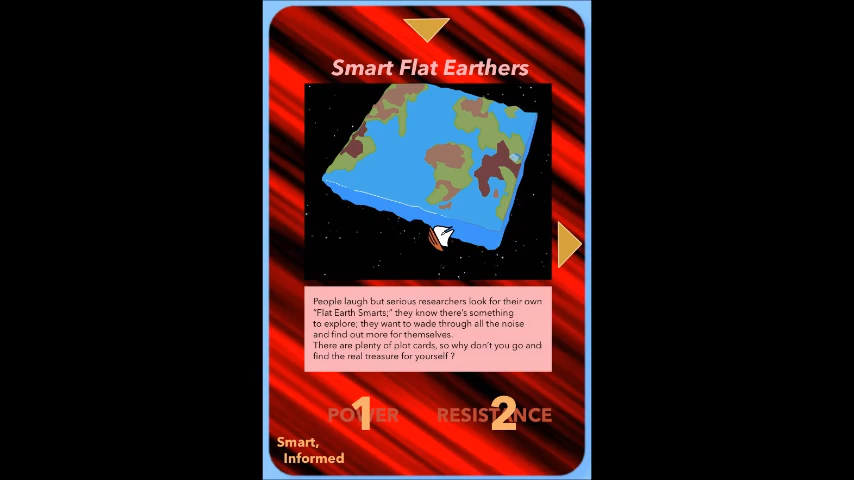 Smart Flat Earthers
People laugh but serious researchers look for their own
“Flat Earth Smarts;” they know there’s something
to explore; they want to wade through all the noise
and find out more for themselves.
There are plenty of plot cards, so why don’t you go and
find the real treasure for yourself ?
POWER 1 RESISTANCE 2
Smart,
Informed